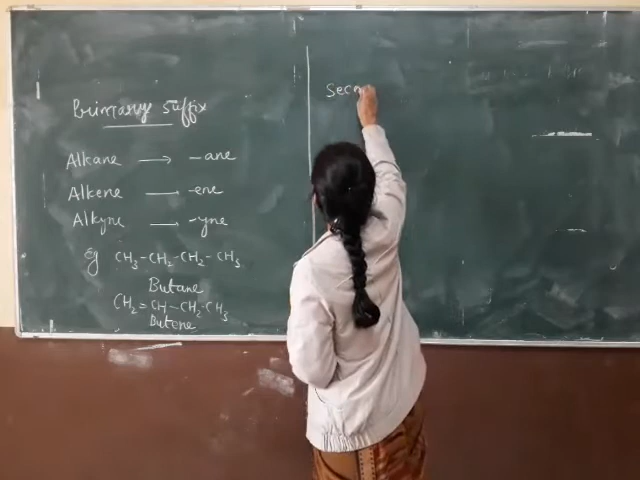 Primary Suffix
Alkane → -ane
Alkene → -ene
Alkyne → -yne
Eg CH3-CH2-CH2-CH3
Butane
CH2=CH-CH2-CH3
Butene
Seco